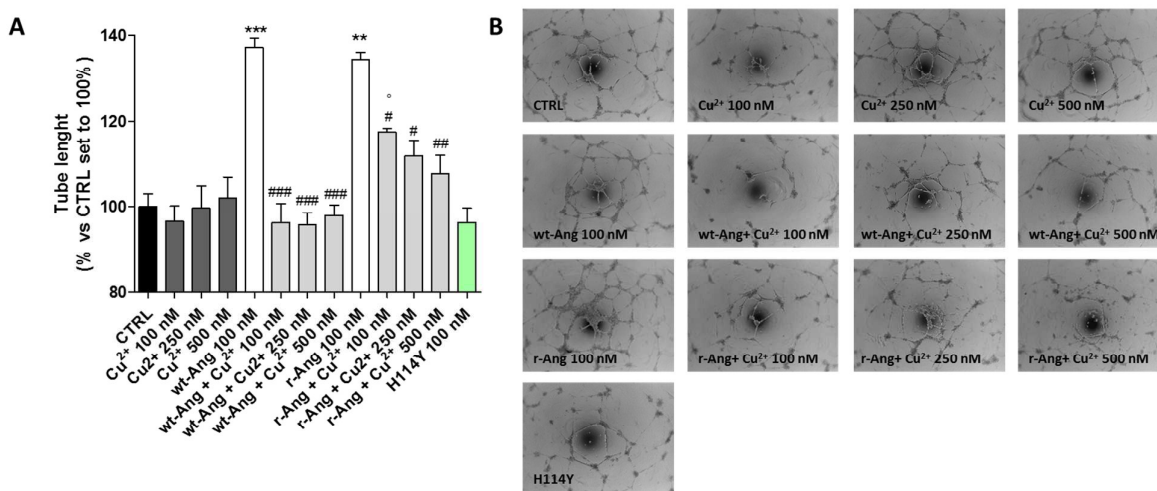 A
Tube lenght
(% vs CTRL set to 100%)
140
120
100
80
***
###
###
###
**
°
#
#
##
CTRL
Cu²⁺ 100 nM
Cu2+ 250 nM
Cu²⁺ 500 nM
wt-Ang 100 nM
wt-Ang + Cu²⁺ 100 nM
wt-Ang + Cu2+ 250 nM
wt-Ang + Cu²⁺ 500 nM
r-Ang 100 nM
r-Ang + Cu²⁺ 100 nM
r-Ang + Cu2+ 250 nM
r-Ang + Cu²⁺ 500 nM
H114Y 100 nM
B
CTRL
Cu²⁺ 100 nM
Cu²⁺ 250 nM
Cu²⁺ 500 nM
wt-Ang 100 nM
wt-Ang+ Cu²⁺ 100 nM
wt-Ang+ Cu²⁺ 250 nM
wt-Ang+ Cu²⁺ 500 nM
r-Ang 100 nM
r-Ang+ Cu²⁺ 100 nM
r-Ang+ Cu²⁺ 250 nM
r-Ang+ Cu²⁺ 500 nM
H114Y